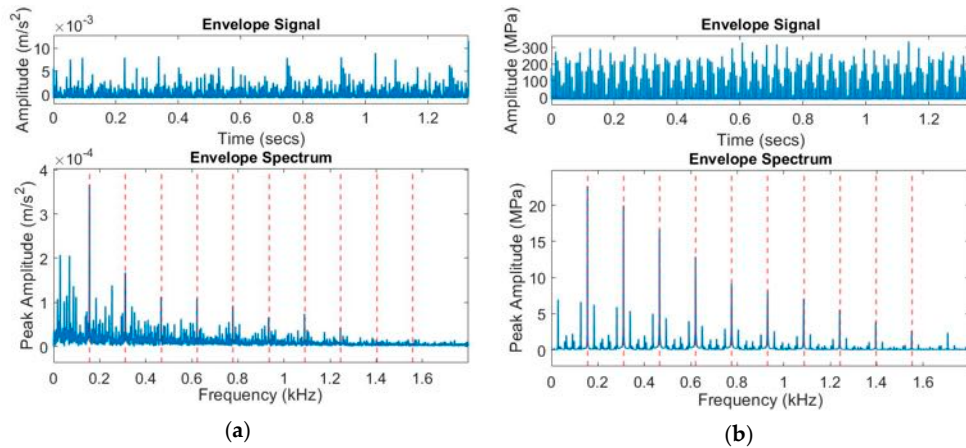 Envelope Signal
×10⁻³
Amplitude (m/s²)
10
5
0
0 0.2 0.4 0.6 0.8 1 1.2
Time (secs)
Envelope Spectrum
×10⁻⁴
Peak Amplitude (m/s²)
4
3
2
1
0
0 0.2 0.4 0.6 0.8 1 1.2 1.4 1.6
Frequency (kHz)
(a)
Envelope Signal
Amplitude (MPa)
300
200
100
0
0 0.2 0.4 0.6 0.8 1 1.2
Time (secs)
Envelope Spectrum
Peak Amplitude (MPa)
20
15
10
5
0
0 0.2 0.4 0.6 0.8 1 1.2 1.4 1.6
Frequency (kHz)
(b)